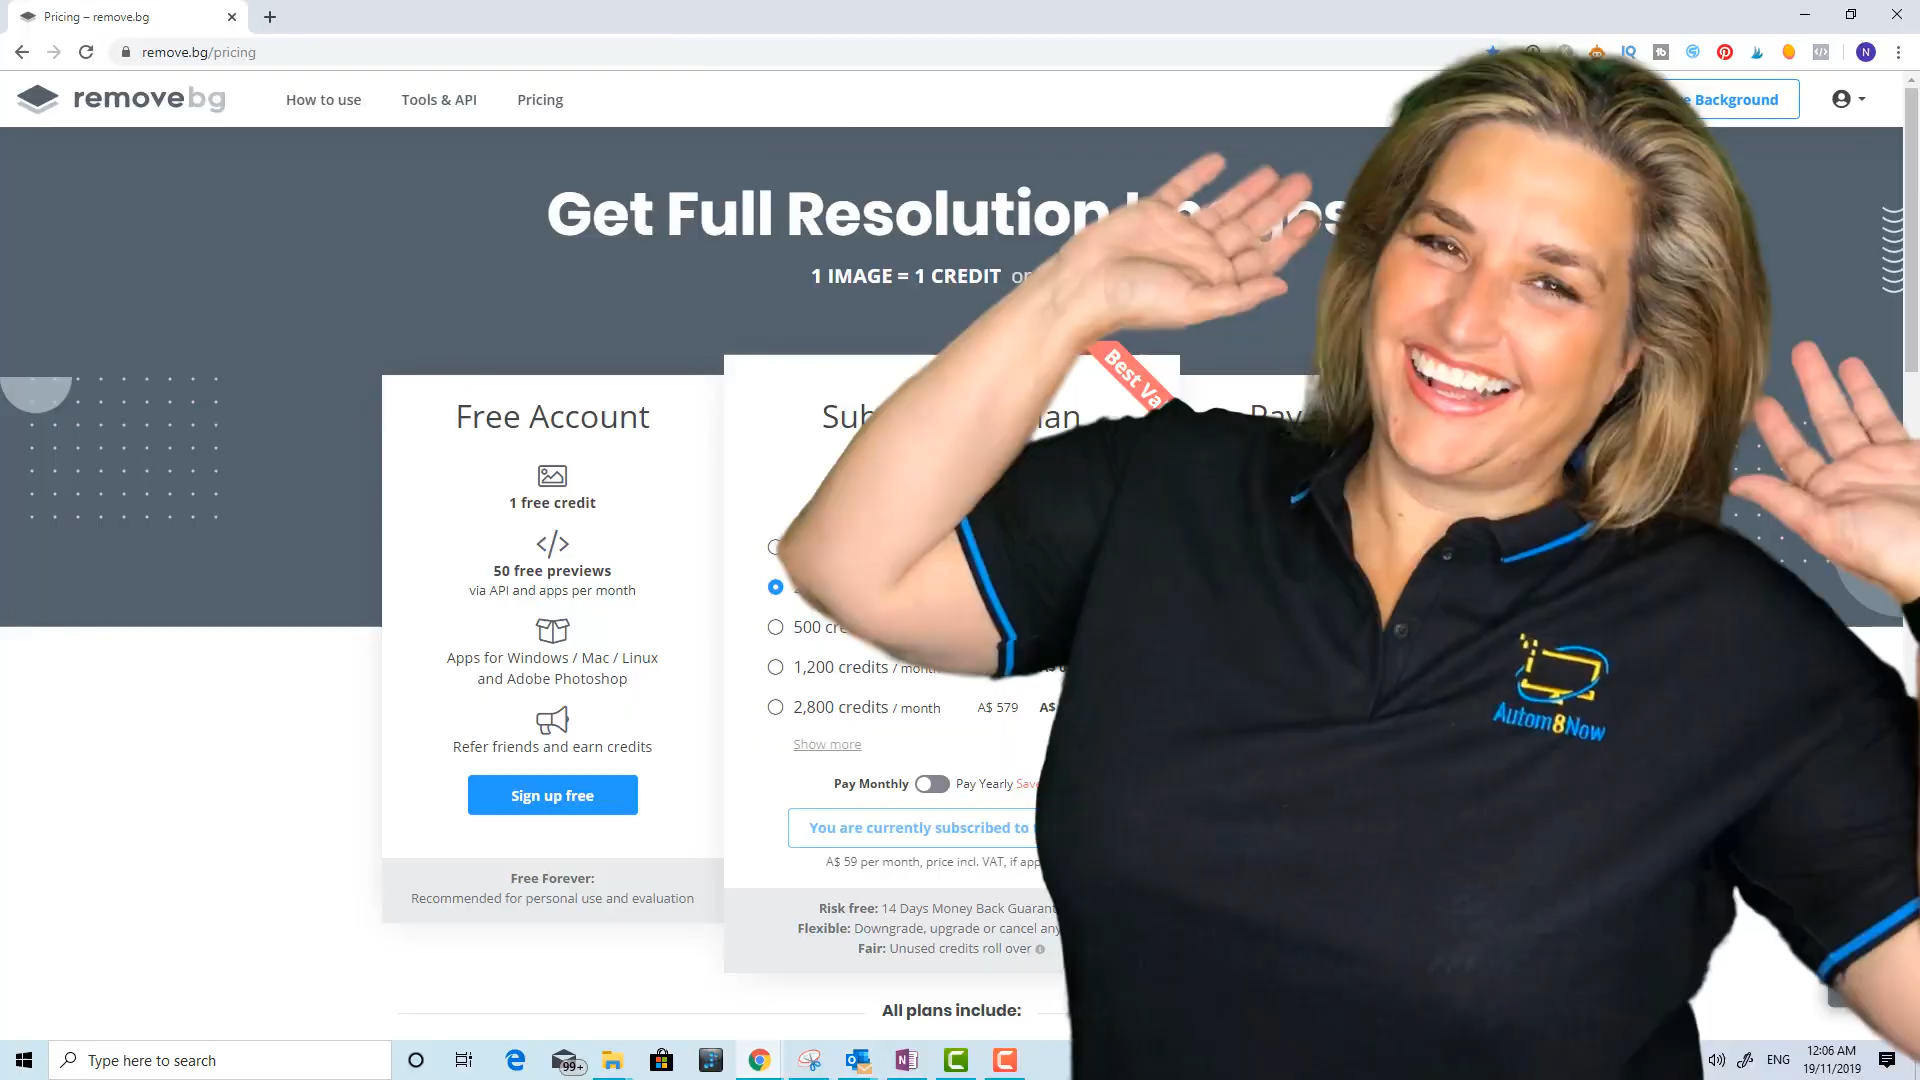 Pricing – remove.bg
remove.bg/pricing
removebg
How to use
Tools & API
Pricing
Background
Get Full Resolution
1 IMAGE = 1 CREDIT or
Best
Free Account
1 free credit
50 free previews
via API and apps per month
Apps for Windows / Mac / Linux
and Adobe Photoshop
Refer friends and earn credits
Sign up free
Free Forever:
Recommended for personal use and evaluation
500
1,200 credits / month
2,800 credits / month A$ 579 A$
Show more
Pay Monthly Pay Yearly Save
You are currently subscribed to
A$ 59 per month, price incl. VAT, if
Risk free: 14 Days Money Back
Flexible: Downgrade, upgrade or cancel
Fair: Unused credits roll over
All plans include:
Autom8Now
Type here to search
99+
ENG
12:06 AM
19/11/2019